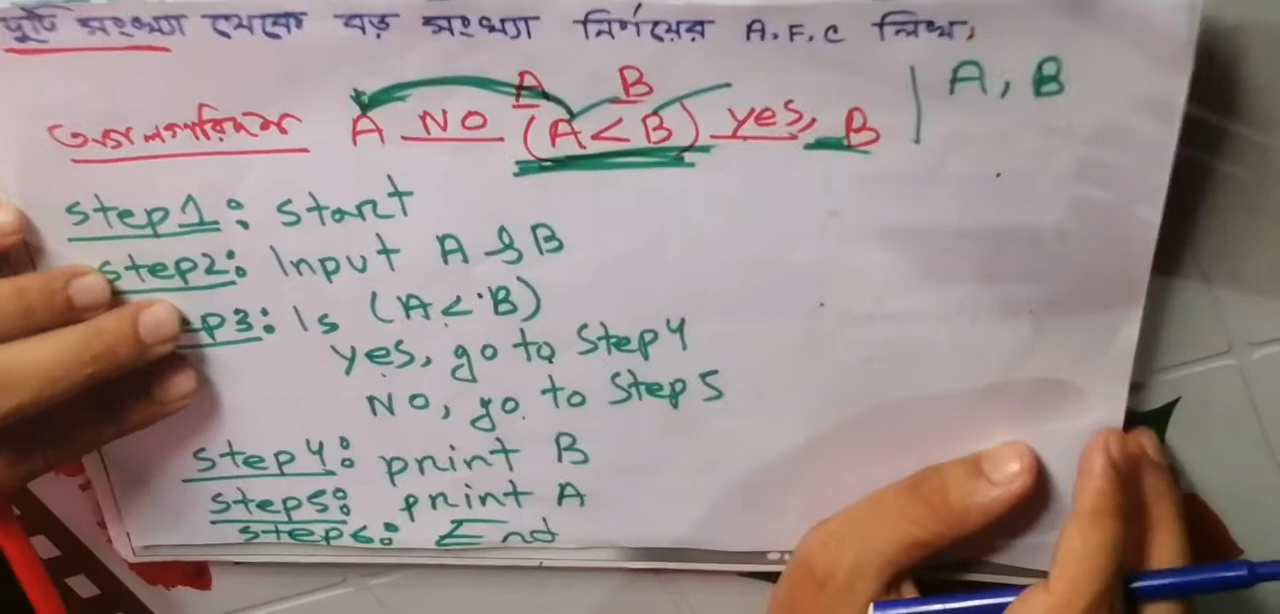 দুটি সংখ্যা থেকে বড় সংখ্যা নির্ণয়ের A.F.C লিখ,
A B
A NO (A<B) yes, B | A, B
Step1: Start
Step2: Input A & B
ep3: Is (A<B)
yes, go to Step4
NO, go to Step5
Step4: print B
Step5: print A
Step6: End